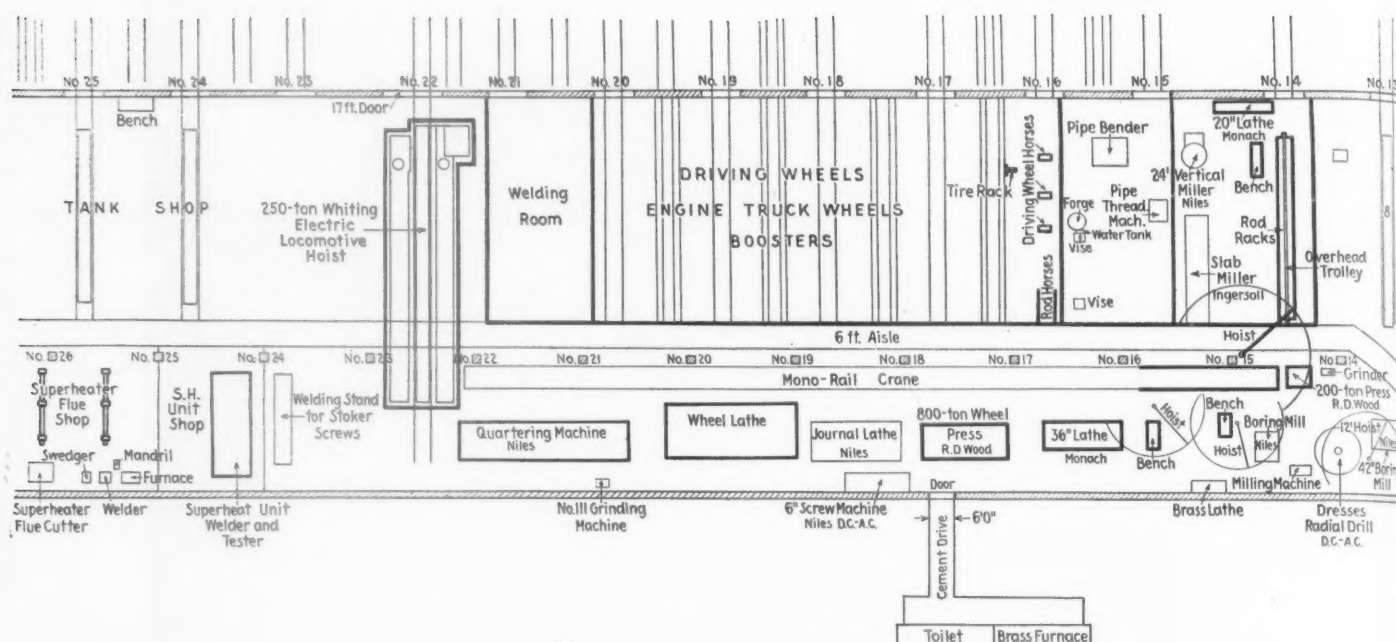 No. 25
No. 24
No. 23
No. 22
No. 21
No. 20
No. 19
No. 18
No. 17
No. 16
No. 15
No. 14
Bench
17 ft. Door
TANK SHOP
250-ton Whiting
Electric
Locomotive
Hoist
Welding
Room
DRIVING WHEELS
ENGINE TRUCK WHEELS
BOOSTERS
Tire Rack
Driving Wheel Horses
Rod Horses
Pipe Bender
Forge
Water Tank
Vise
Pipe
Thread.
Mach.
Vise
20" Lathe
Monach
24" Vertical
Miller
Niles
Bench
Rod
Racks
Overhead
Trolley
Slab
Miller
Ingersoll
8
6 ft. Aisle
Hoist
No. 26
No. 25
No. 24
No. 23
No. 22
No. 21
No. 20
No. 19
No. 18
No. 17
No. 16
No. 15
No. 14
Mono-Rail Crane
Grinder
200-ton Press
R.D. Wood
Superheater
Flue
Shop
S.H.
Unit
Shop
Welding Stand
for Stoker
Screws
Quartering Machine
Niles
Wheel Lathe
Journal Lathe
Niles
800-ton Wheel
Press
R.D. Wood
36" Lathe
Monach
Hoist
Bench
Bench
Hoist
Boring Mill
Niles
12' Hoist
Niles
42" Boring
Mill
Swedger
Mandril
Furnace
Welder
Superheater
Flue Cutter
Superheat Unit
Welder and
Tester
No. 111 Grinding
Machine
6" Screw Machine
Niles D.C.-A.C.
Door
6'0"
Cement Drive
Milling Machine
Brass Lathe
Dresses
Radial Drill
D.C.-A.C.
Toilet
Brass Furnace